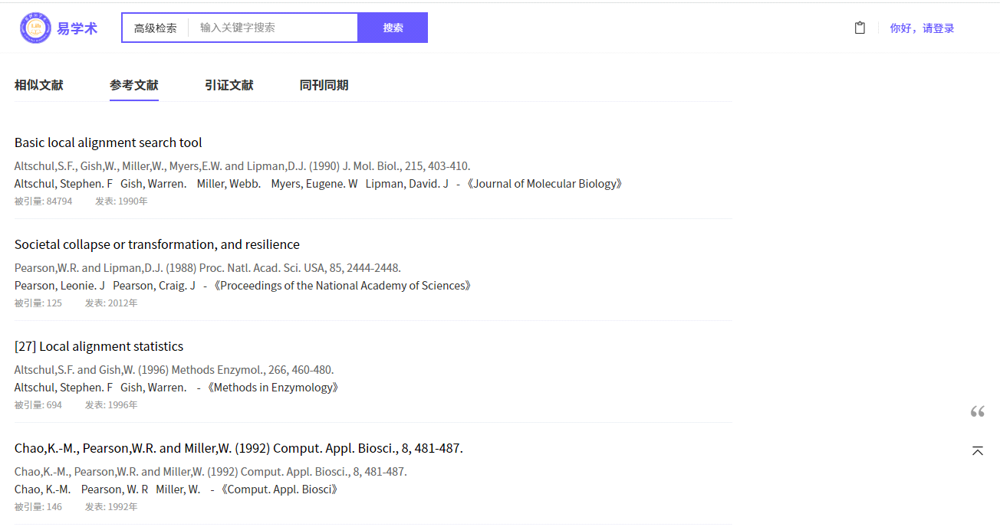 易学术
高级检索 输入关键字搜索 搜索
你好，请登录
相似文献 参考文献 引证文献 同刊同期
Basic local alignment search tool
Altschul,S.F., Gish,W., Miller,W., Myers,E.W. and Lipman,D.J. (1990) J. Mol. Biol., 215, 403-410.
Altschul, Stephen. F Gish, Warren. Miller, Webb. Myers, Eugene. W Lipman, David. J -《Journal of Molecular Biology》
被引量: 84794 发表: 1990年
Societal collapse or transformation, and resilience
Pearson,W.R. and Lipman,D.J. (1988) Proc. Natl. Acad. Sci. USA, 85, 2444-2448.
Pearson, Leonie. J Pearson, Craig. J -《Proceedings of the National Academy of Sciences》
被引量: 125 发表: 2012年
[27] Local alignment statistics
Altschul,S.F. and Gish,W. (1996) Methods Enzymol., 266, 460-480.
Altschul, Stephen. F Gish, Warren. -《Methods in Enzymology》
被引量: 694 发表: 1996年
Chao,K.-M., Pearson,W.R. and Miller,W. (1992) Comput. Appl. Biosci., 8, 481-487.
Chao,K.-M., Pearson,W.R. and Miller,W. (1992) Comput. Appl. Biosci., 8, 481-487.
Chao, K.-M. Pearson, W. R Miller, W. -《Comput. Appl. Biosci》
被引量: 146 发表: 1992年